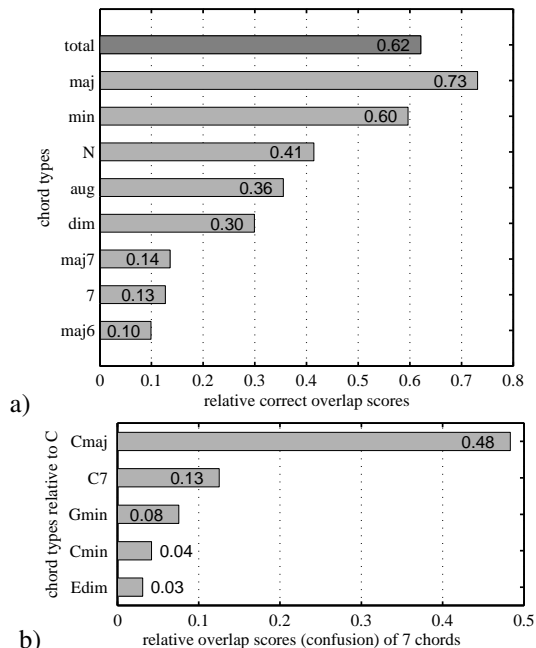 chord types
total 0.62
maj 0.73
min 0.60
N 0.41
aug 0.36
dim 0.30
maj7 0.14
7 0.13
maj6 0.10
0 0.1 0.2 0.3 0.4 0.5 0.6 0.7 0.8
relative correct overlap scores
a)
chord types relative to C
Cmaj 0.48
C7 0.13
Gmin 0.08
Cmin 0.04
Edim 0.03
0 0.1 0.2 0.3 0.4 0.5
relative overlap scores (confusion) of 7 chords
b)